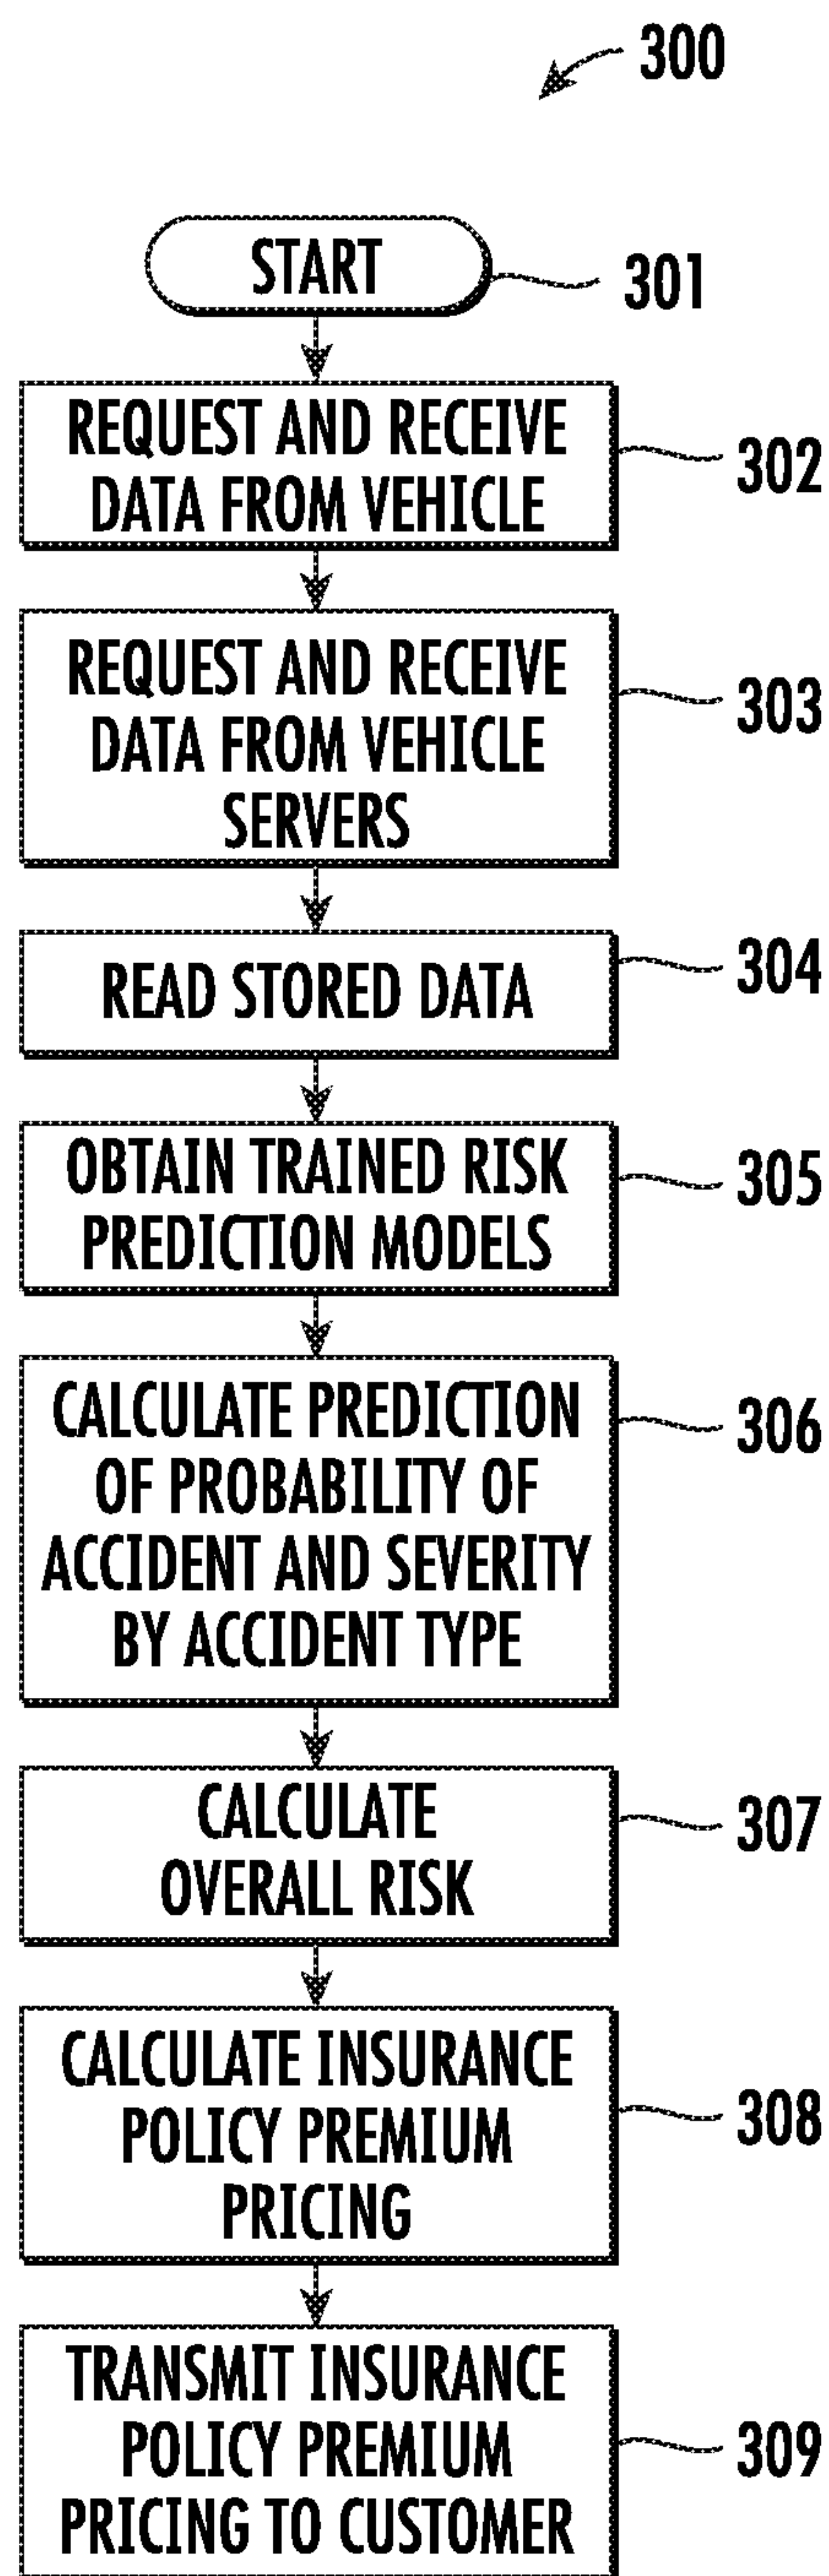 300
START
301
REQUEST AND RECEIVE
DATA FROM VEHICLE
302
REQUEST AND RECEIVE
DATA FROM VEHICLE
SERVERS
303
READ STORED DATA
304
OBTAIN TRAINED RISK
PREDICTION MODELS
305
CALCULATE PREDICTION
OF PROBABILITY OF
ACCIDENT AND SEVERITY
BY ACCIDENT TYPE
306
CALCULATE
OVERALL RISK
307
CALCULATE INSURANCE
POLICY PREMIUM
PRICING
308
TRANSMIT INSURANCE
POLICY PREMIUM
PRICING TO CUSTOMER
309